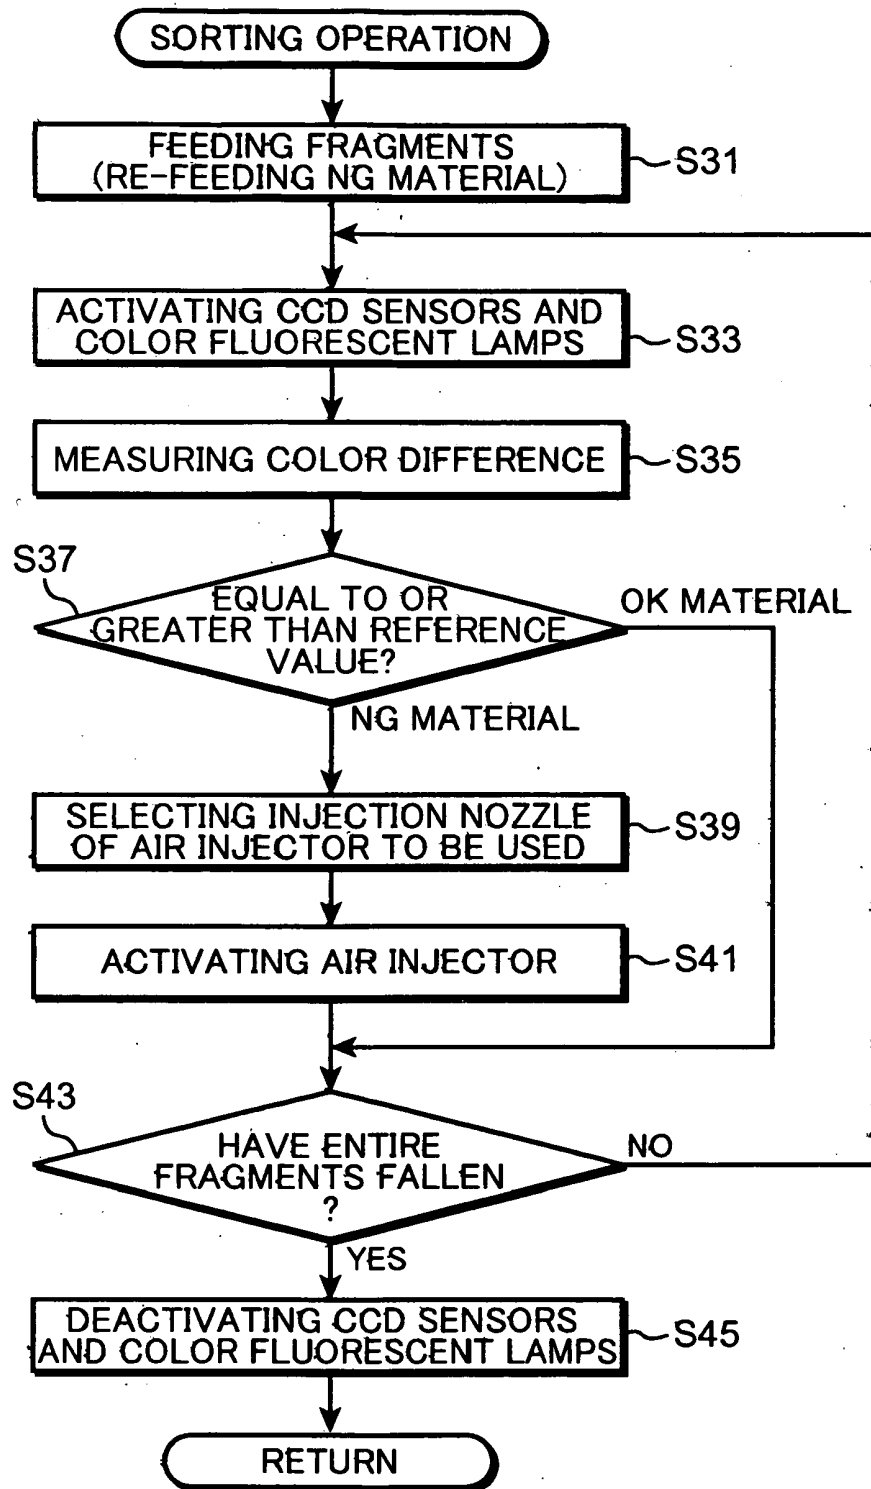 SORTING OPERATION
FEEDING FRAGMENTS
(RE-FEEDING NG MATERIAL)
S31
ACTIVATING CCD SENSORS AND
COLOR FLUORESCENT LAMPS
S33
MEASURING COLOR DIFFERENCE
S35
S37
EQUAL TO OR
GREATER THAN REFERENCE
VALUE?
OK MATERIAL
NG MATERIAL
SELECTING INJECTION NOZZLE
OF AIR INJECTOR TO BE USED
S39
ACTIVATING AIR INJECTOR
S41
S43
HAVE ENTIRE
FRAGMENTS FALLEN
?
NO
YES
DEACTIVATING CCD SENSORS
AND COLOR FLUORESCENT LAMPS
S45
RETURN